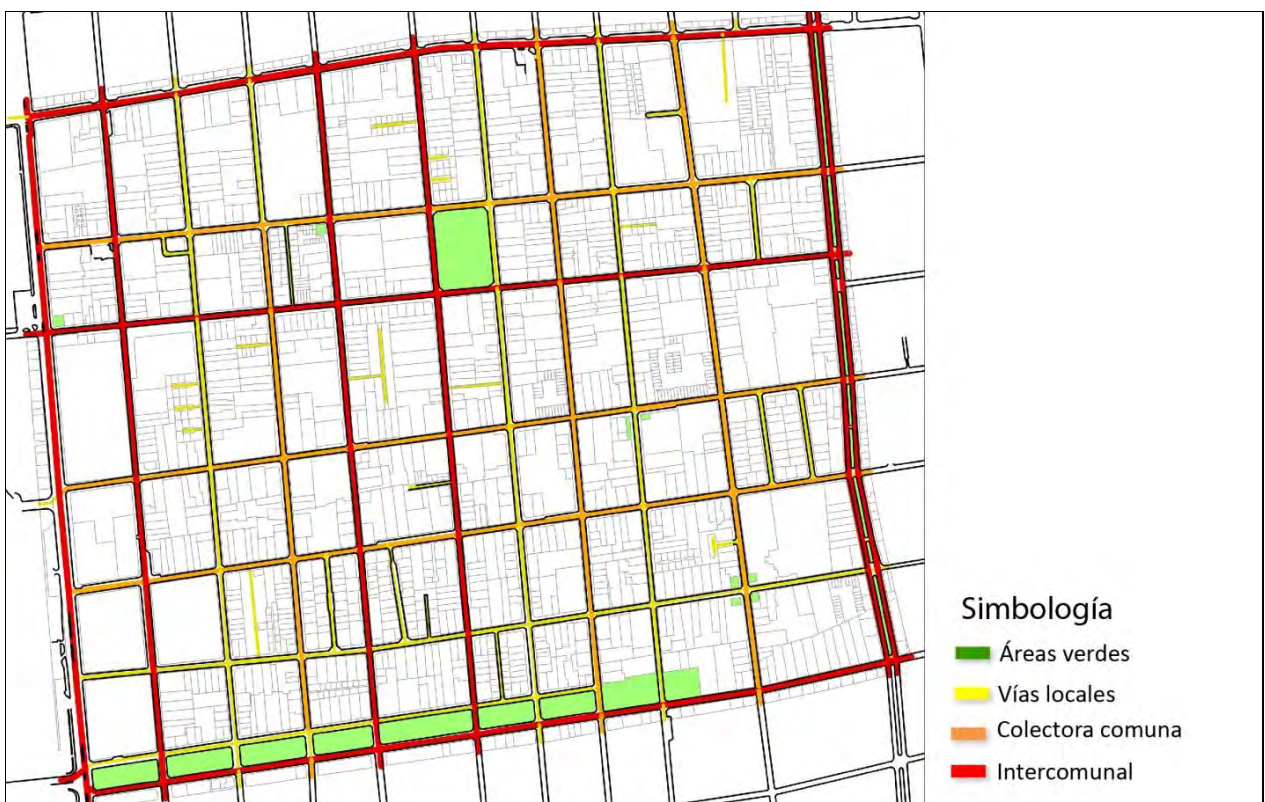 Simbología
Áreas verdes
Vías locales
Colectora comuna
Intercomunal